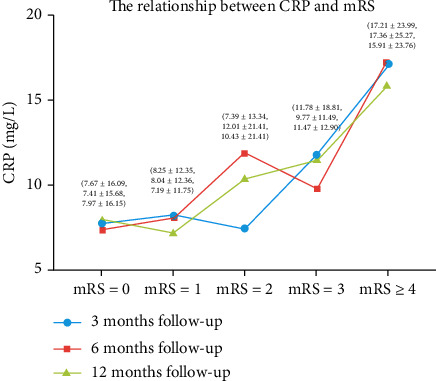 The relationship between CRP and mRS
20
15
10
5
CRP (mg/L)
(7.67 ± 16.09,
7.41 ± 15.68,
7.97 ± 16.15)
(8.25 ± 12.35,
8.04 ± 12.36,
7.19 ± 11.75)
(7.39 ± 13.34,
12.01 ± 21.41,
10.43 ± 21.41)
(11.78 ± 18.81,
9.77 ± 11.49,
11.47 ± 12.90)
(17.21 ± 23.99,
17.36 ± 25.27,
15.91 ± 23.76)
mRS = 0
mRS = 1
mRS = 2
mRS = 3
mRS ≥ 4
3 months follow-up
6 months follow-up
12 months follow-up